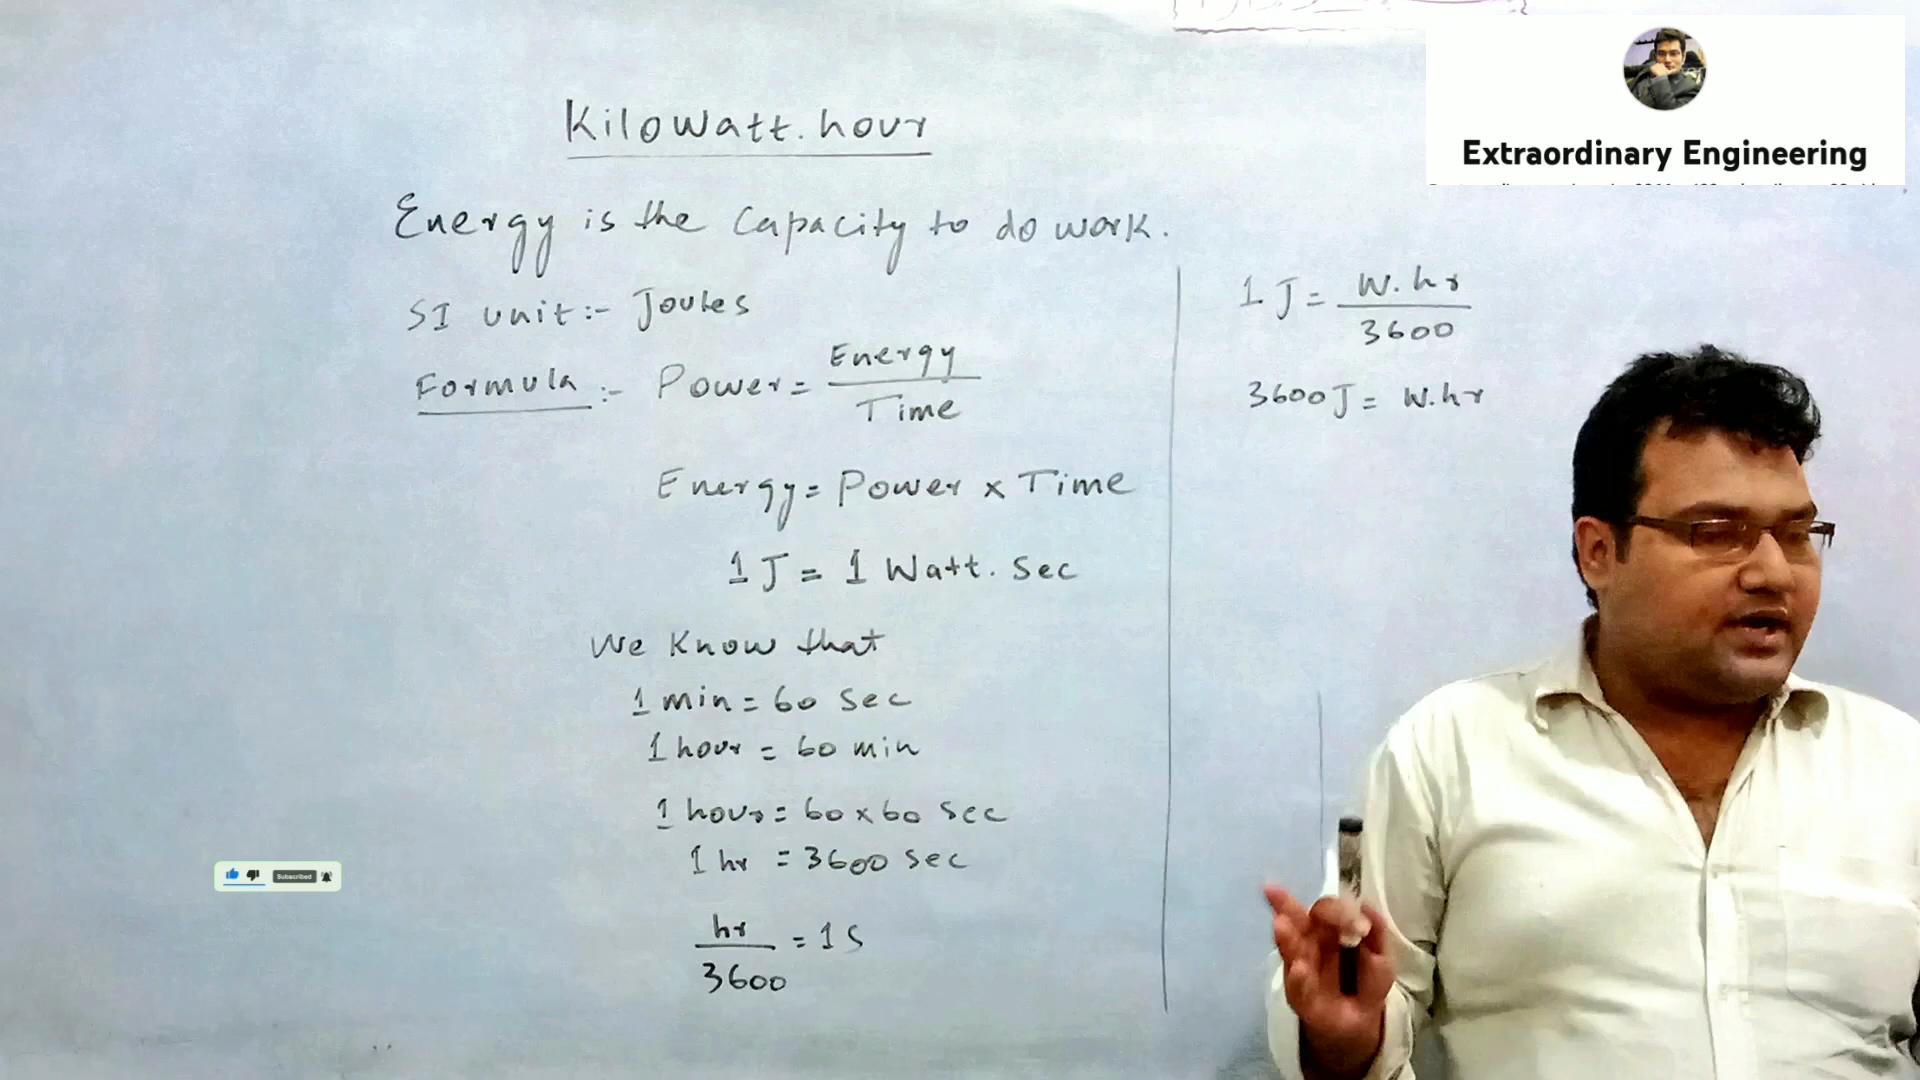 Kilowatt.hour
Energy is the Capacity to do work.
SI unit:- Joules
Formula:- Power = Energy / Time
Energy = Power x Time
1 J = 1 Watt. Sec
We Know that
1 min = 60 Sec
1 hour = 60 min
1 hour = 60 x 60 Sec
1 hr = 3600 Sec
hr / 3600 = 1 S
1 J = W.hr / 3600
3600 J = W.hr
Extraordinary Engineering
Subscribed